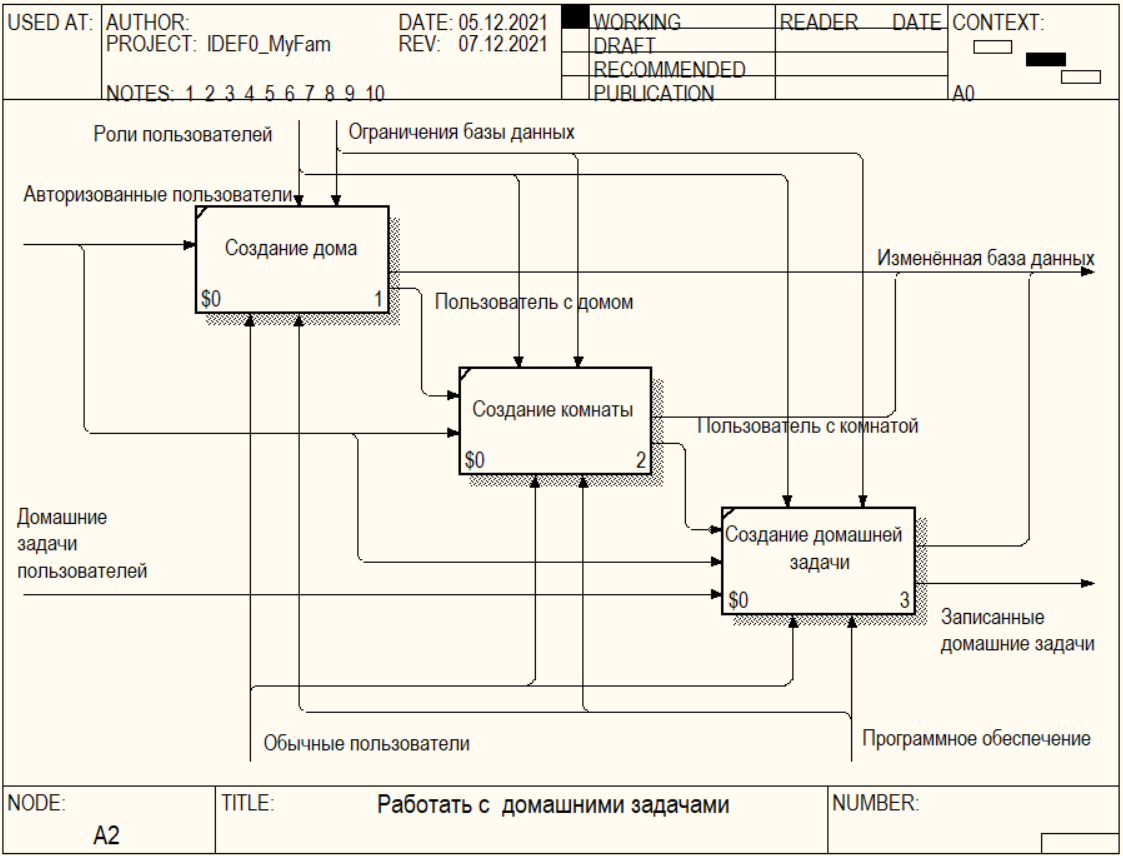 USED AT:
AUTHOR:
DATE: 05.12.2021
PROJECT: IDEF0_MyFam
REV: 07.12.2021
NOTES: 1 2 3 4 5 6 7 8 9 10
WORKING
DRAFT
RECOMMENDED
PUBLICATION
READER DATE
CONTEXT:
A0
Роли пользователей
Ограничения базы данных
Авторизованные пользователи
Создание дома
$0 1
Изменённая база данных
Пользователь с домом
Создание комнаты
$0 2
Пользователь с комнатой
Домашние
задачи
пользователей
Создание домашней
задачи
$0 3
Записанные
домашние задачи
Обычные пользователи
Программное обеспечение
NODE:
A2
TITLE:
Работать с домашними задачами
NUMBER: